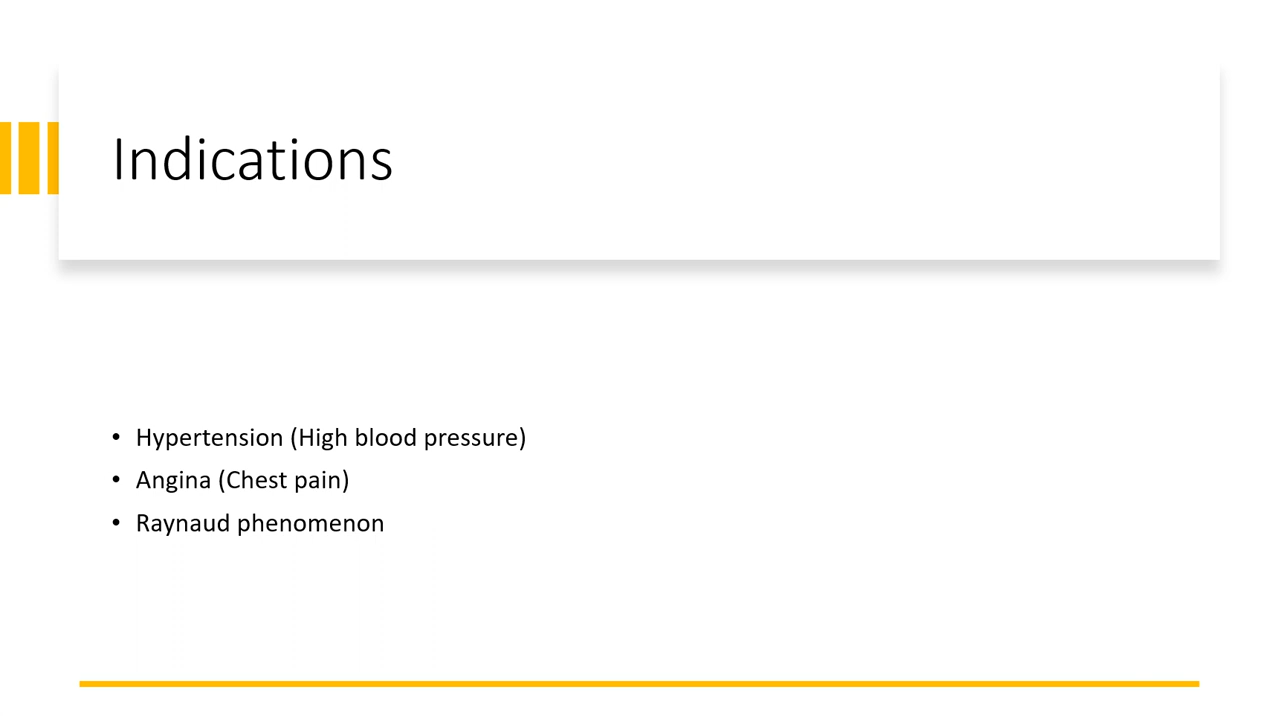 Indications
• Hypertension (High blood pressure)
• Angina (Chest pain)
• Raynaud phenomenon